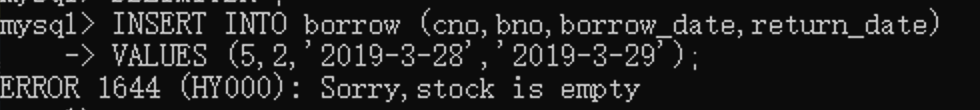 mysql> INSERT INTO borrow (cno,bno,borrow_date,return_date)
    -> VALUES (5,2,'2019-3-28','2019-3-29');
ERROR 1644 (HY000): Sorry,stock is empty